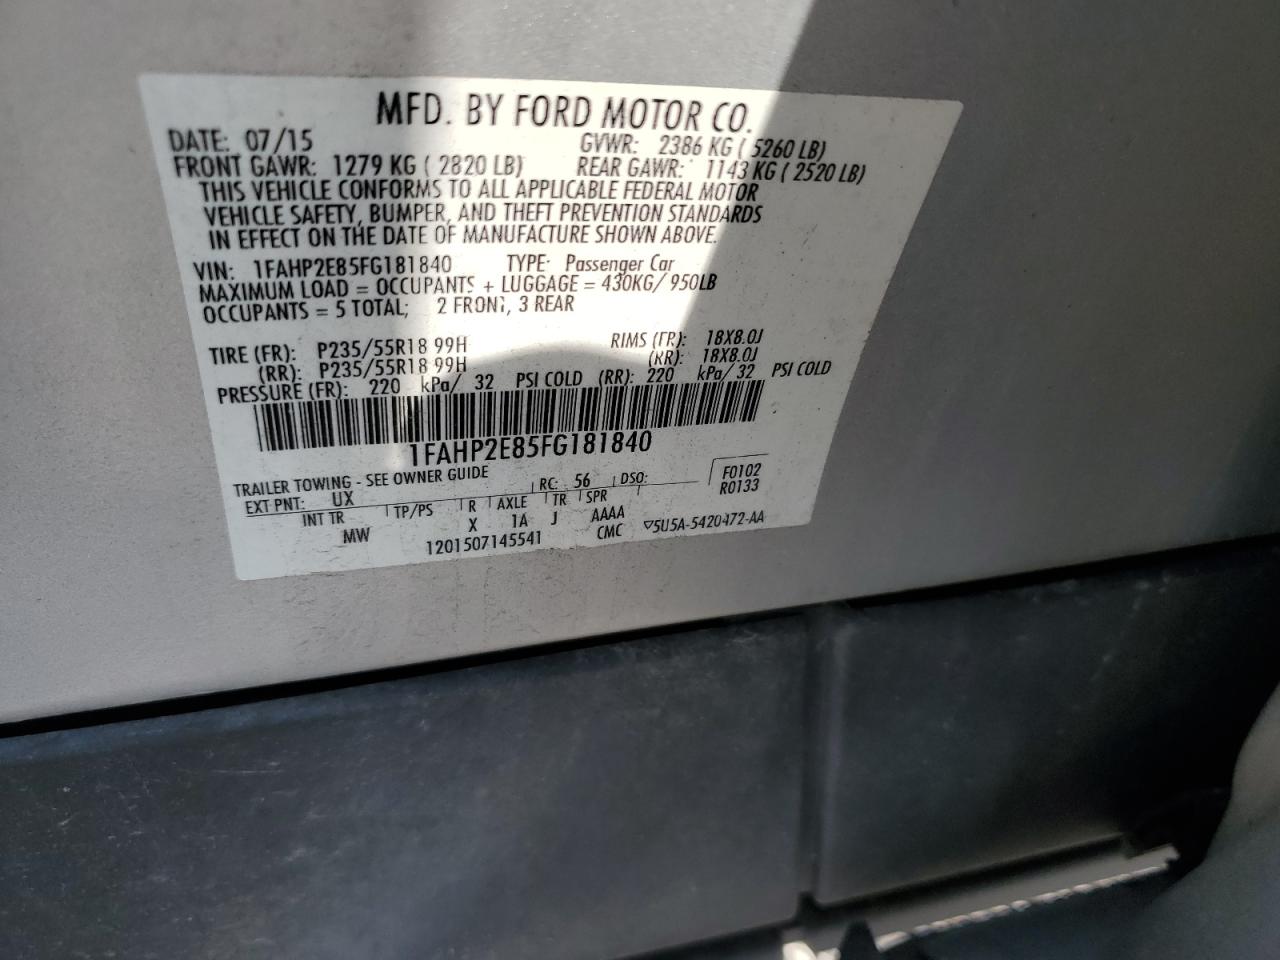 MFD. BY FORD MOTOR CO.
DATE: 07/15 GVWR: 2386 KG ( 5260 LB)
FRONT GAWR: 1279 KG ( 2820 LB) REAR GAWR: 1143 KG ( 2520 LB)
THIS VEHICLE CONFORMS TO ALL APPLICABLE FEDERAL MOTOR
VEHICLE SAFETY, BUMPER, AND THEFT PREVENTION STANDARDS
IN EFFECT ON THE DATE OF MANUFACTURE SHOWN ABOVE.
VIN: 1FAHP2E85FG181840 TYPE: Passenger Car
MAXIMUM LOAD = OCCUPANTS + LUGGAGE = 430KG/ 950LB
OCCUPANTS = 5 TOTAL; 2 FRONT, 3 REAR
TIRE (FR): P235/55R18 99H RIMS (FR): 18X8.0J
(RR): P235/55R18 99H (RR): 18X8.0J
PRESSURE (FR): 220 kPa/ 32 PSI COLD (RR): 220 kPa/ 32 PSI COLD
1FAHP2E85FG181840
TRAILER TOWING - SEE OWNER GUIDE
EXT PNT: UX RC: 56 DSO: F0102
R0133
INT TR TP/PS R AXLE TR SPR
MW X 1A J AAAA
1201507145541 CMC ▽5U5A-5420472-AA